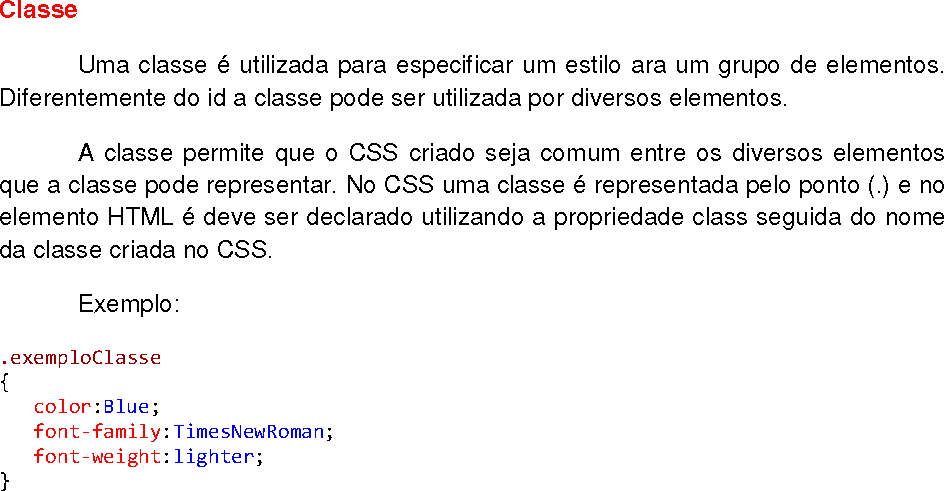 Classe
Uma classe é utilizada para especificar um estilo ara um grupo de elementos.
Diferentemente do id a classe pode ser utilizada por diversos elementos.
A classe permite que o CSS criado seja comum entre os diversos elementos
que a classe pode representar. No CSS uma classe é representada pelo ponto (.) e no
elemento HTML é deve ser declarado utilizando a propriedade class seguida do nome
da classe criada no CSS.
Exemplo:
.exemploClasse
{
color:Blue;
font-family:TimesNewRoman;
font-weight:lighter;
}